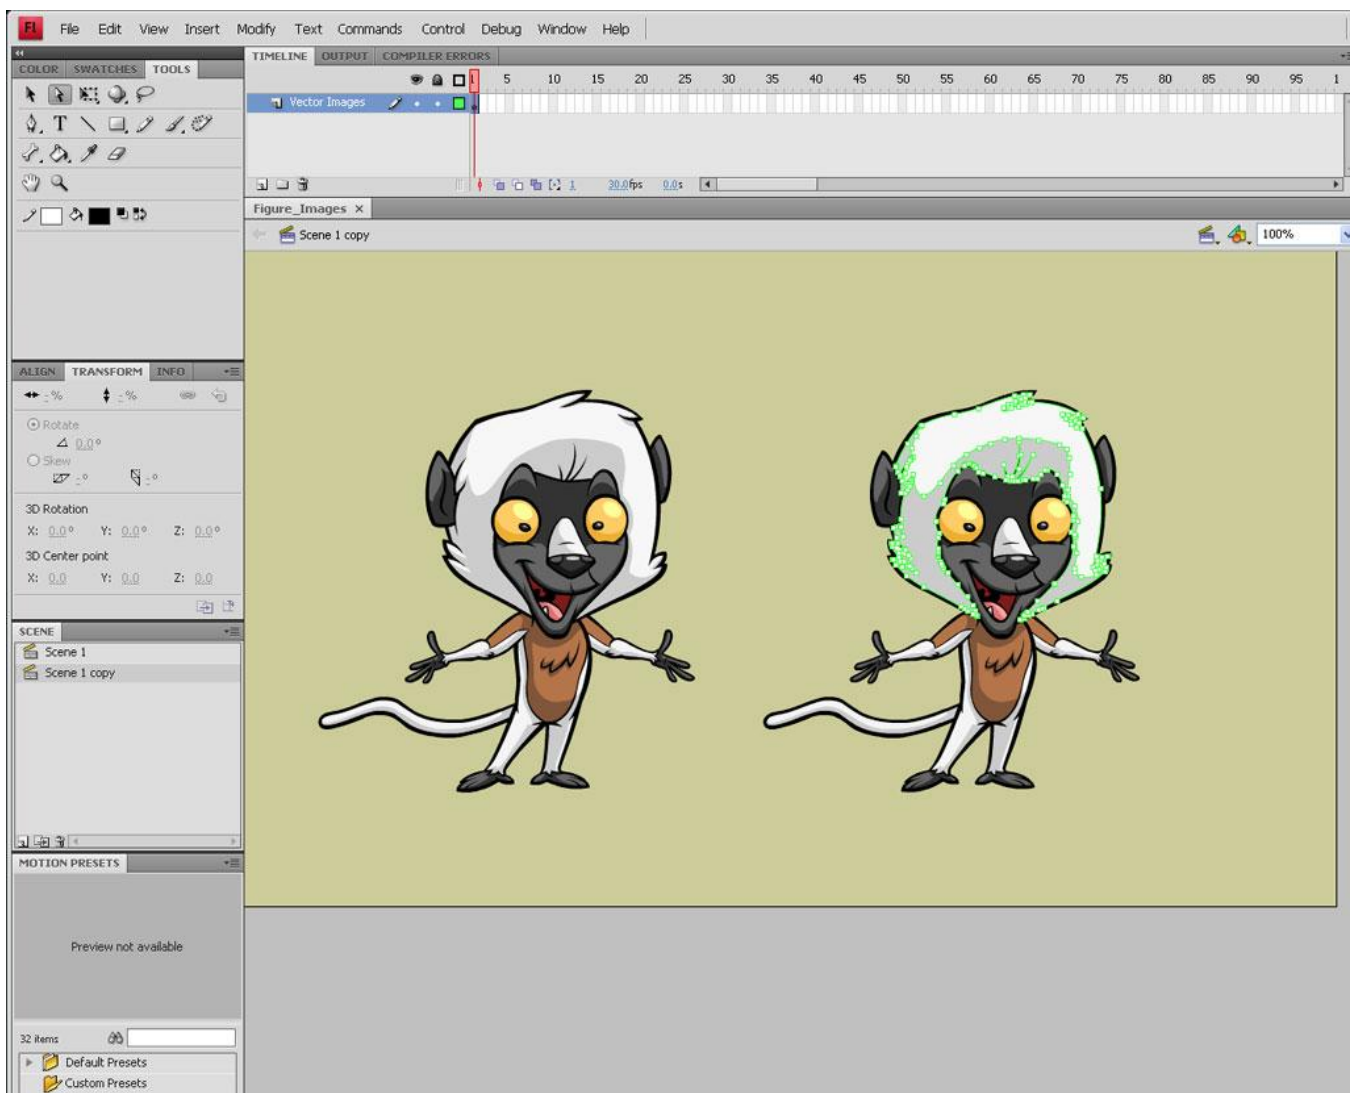 Fl File Edit View Insert Modify Text Commands Control Debug Window Help
COLOR SWATCHES TOOLS
TIMELINE OUTPUT COMPILER ERRORS
1 5 10 15 20 25 30 35 40 45 50 55 60 65 70 75 80 85 90 95 1
Vector Images
1 30.0fps 0.0s
Figure_Images ×
Scene 1 copy 100%
ALIGN TRANSFORM INFO
- % - %
Rotate
0.0°
Skew
- ° - °
3D Rotation
X: 0.0° Y: 0.0° Z: 0.0°
3D Center point
X: 0.0 Y: 0.0 Z: 0.0
SCENE
Scene 1
Scene 1 copy
MOTION PRESETS
Preview not available
32 items
Default Presets
Custom Presets